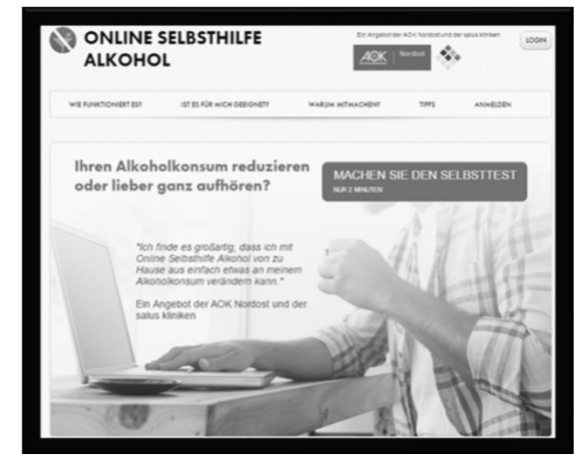 ONLINE SELBSTHILFE
ALKOHOL
Ein Angebot der AOK Nordost und der salus kliniken
AOK Nordost
LOGIN
WIE FUNKTIONIERT ES? IST ES FÜR MICH GEEIGNET? WARUM MITMACHEN? TIPPS ANMELDEN
Ihren Alkoholkonsum reduzieren
oder lieber ganz aufhören?
MACHEN SIE DEN SELBSTTEST
NUR 2 MINUTEN
"Ich finde es großartig, dass ich mit
Online Selbsthilfe Alkohol von zu
Hause aus einfach etwas an meinem
Alkoholkonsum verändern kann."
Ein Angebot der AOK Nordost und der
salus kliniken